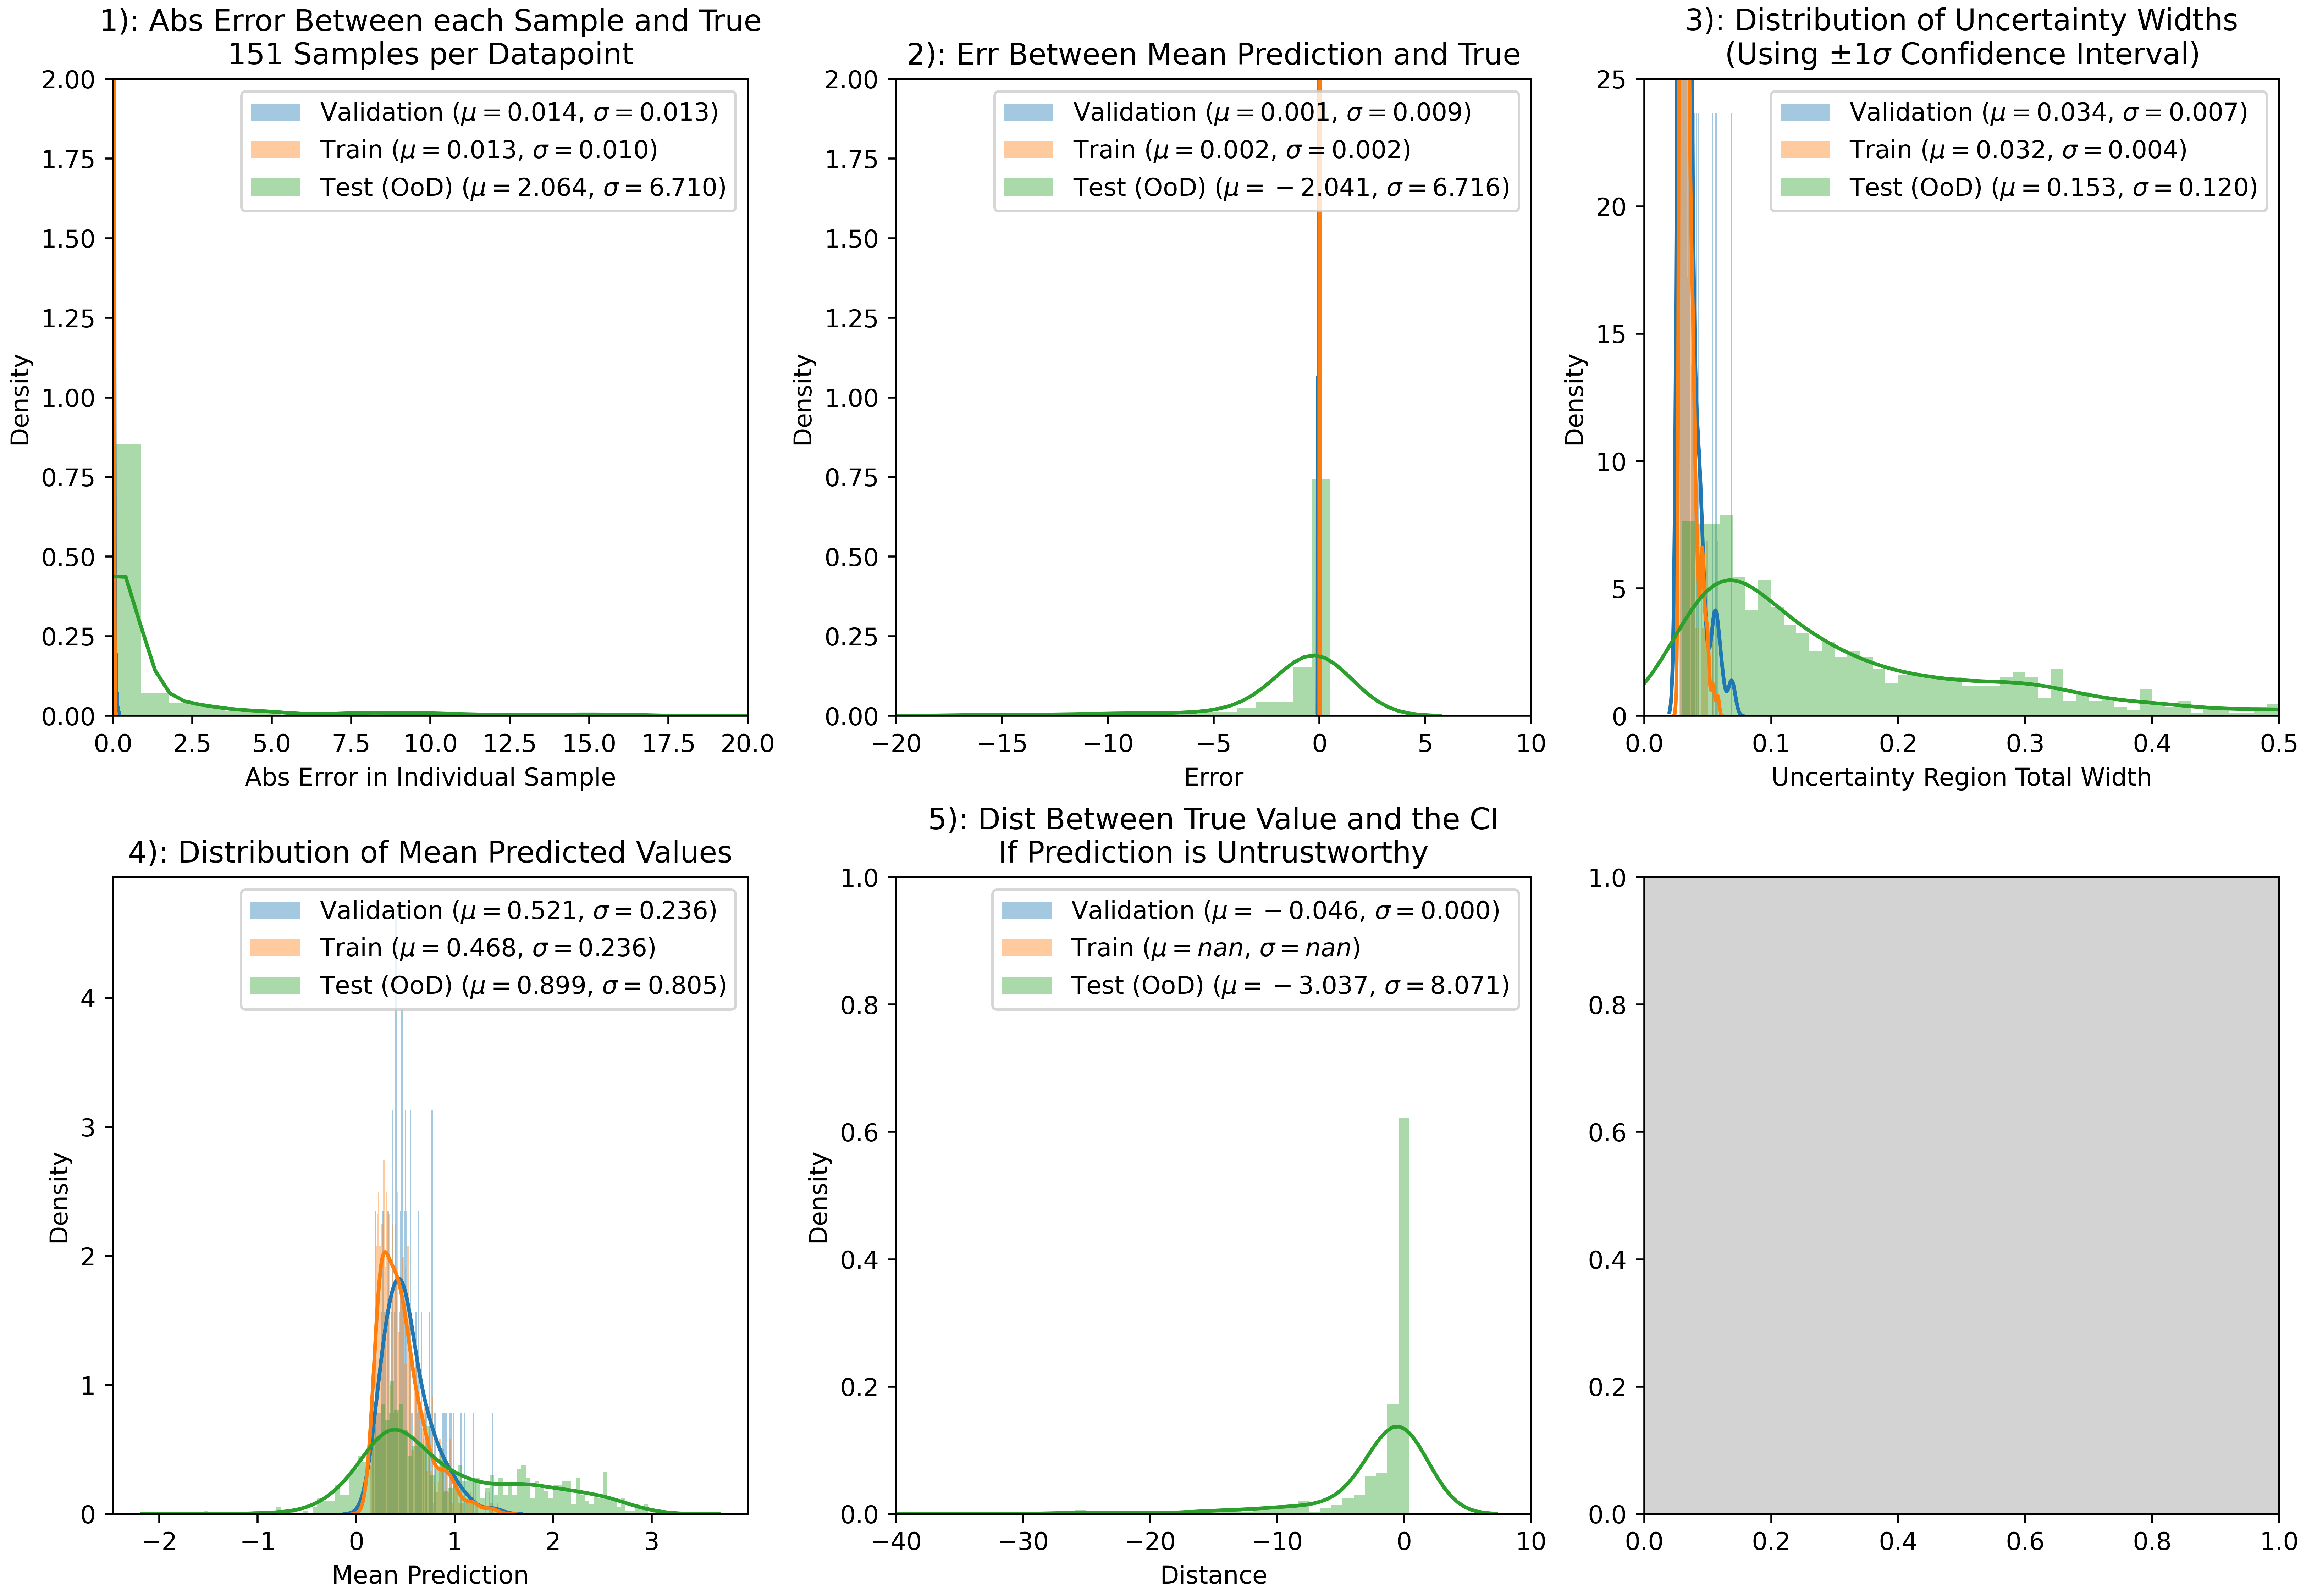 1): Abs Error Between each Sample and True
151 Samples per Datapoint
2.00
1.75
1.50
1.25
1.00
0.75
0.50
0.25
0.00
Density
Validation (μ = 0.014, σ = 0.013)
Train (μ = 0.013, σ = 0.010)
Test (OoD) (μ = 2.064, σ = 6.710)
0.0 2.5 5.0 7.5 10.0 12.5 15.0 17.5 20.0
Abs Error in Individual Sample
2): Err Between Mean Prediction and True
2.00
1.75
1.50
1.25
1.00
0.75
0.50
0.25
0.00
Density
Validation (μ = 0.001, σ = 0.009)
Train (μ = 0.002, σ = 0.002)
Test (OoD) (μ = −2.041, σ = 6.716)
−20 −15 −10 −5 0 5 10
Error
3): Distribution of Uncertainty Widths
(Using ±1σ Confidence Interval)
25
20
15
10
5
0
Density
Validation (μ = 0.034, σ = 0.007)
Train (μ = 0.032, σ = 0.004)
Test (OoD) (μ = 0.153, σ = 0.120)
0.0 0.1 0.2 0.3 0.4 0.5
Uncertainty Region Total Width
4): Distribution of Mean Predicted Values
4
3
2
1
0
Density
Validation (μ = 0.521, σ = 0.236)
Train (μ = 0.468, σ = 0.236)
Test (OoD) (μ = 0.899, σ = 0.805)
−2 −1 0 1 2 3
Mean Prediction
5): Dist Between True Value and the CI
If Prediction is Untrustworthy
1.0
0.8
0.6
0.4
0.2
0.0
Density
Validation (μ = −0.046, σ = 0.000)
Train (μ = nan, σ = nan)
Test (OoD) (μ = −3.037, σ = 8.071)
−40 −30 −20 −10 0 10
Distance
1.0
0.8
0.6
0.4
0.2
0.0
0.0 0.2 0.4 0.6 0.8 1.0